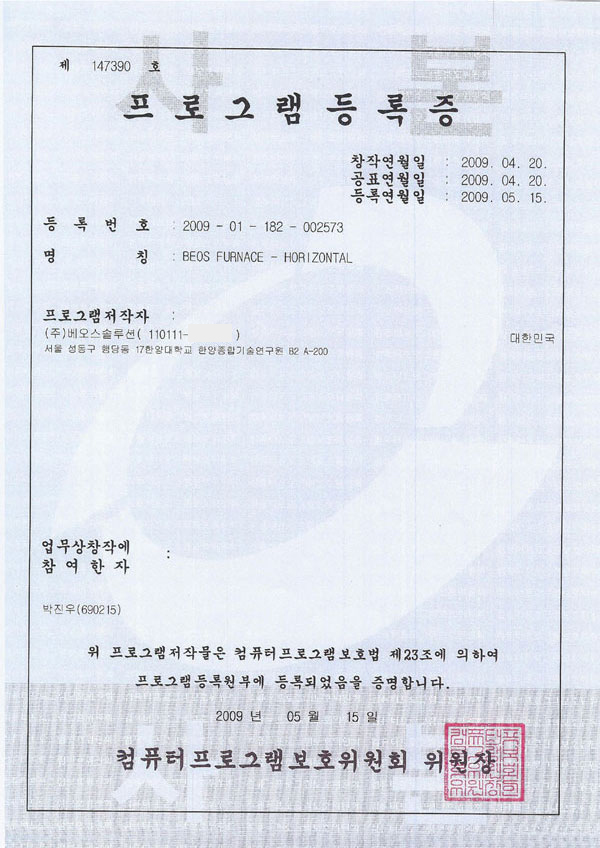 사 본
제 147390 호
프로그램등록증
창작연월일 : 2009. 04. 20.
공표연월일 : 2009. 04. 20.
등록연월일 : 2009. 05. 15.
등 록 번 호 : 2009 - 01 - 182 - 002573
명 칭 : BEOS FURNACE - HORIZONTAL
프로그램저작자 :
(주)베오스솔루션( 110111- )
서울 성동구 행당동 17한양대학교 한양종합기술연구원 B2 A-200
대한민국
업무상창작에
참 여 한 자 :
박진우(690215)
위 프로그램저작물은 컴퓨터프로그램보호법 제23조에 의하여
프로그램등록원부에 등록되었음을 증명합니다.
2009 년 05 월 15 일
컴퓨터프로그램보호위원회 위원장
사 본